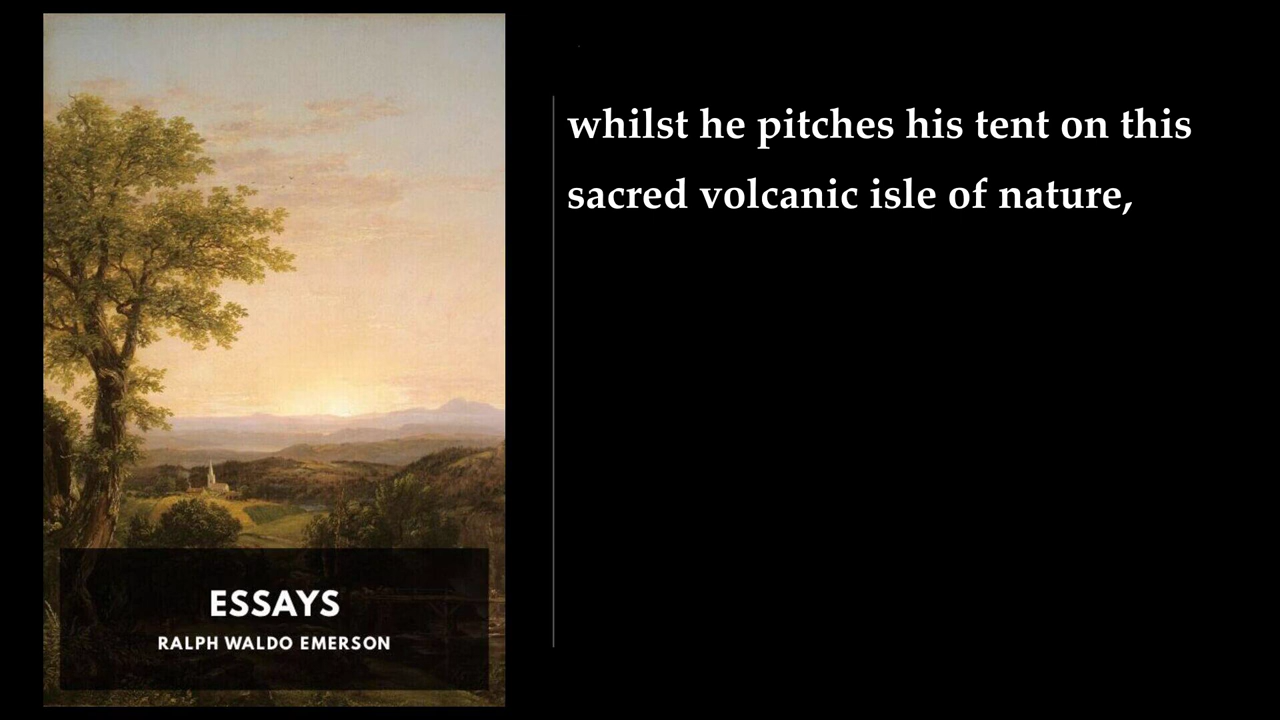 whilst he pitches his tent on this
sacred volcanic isle of nature,
ESSAYS
RALPH WALDO EMERSON